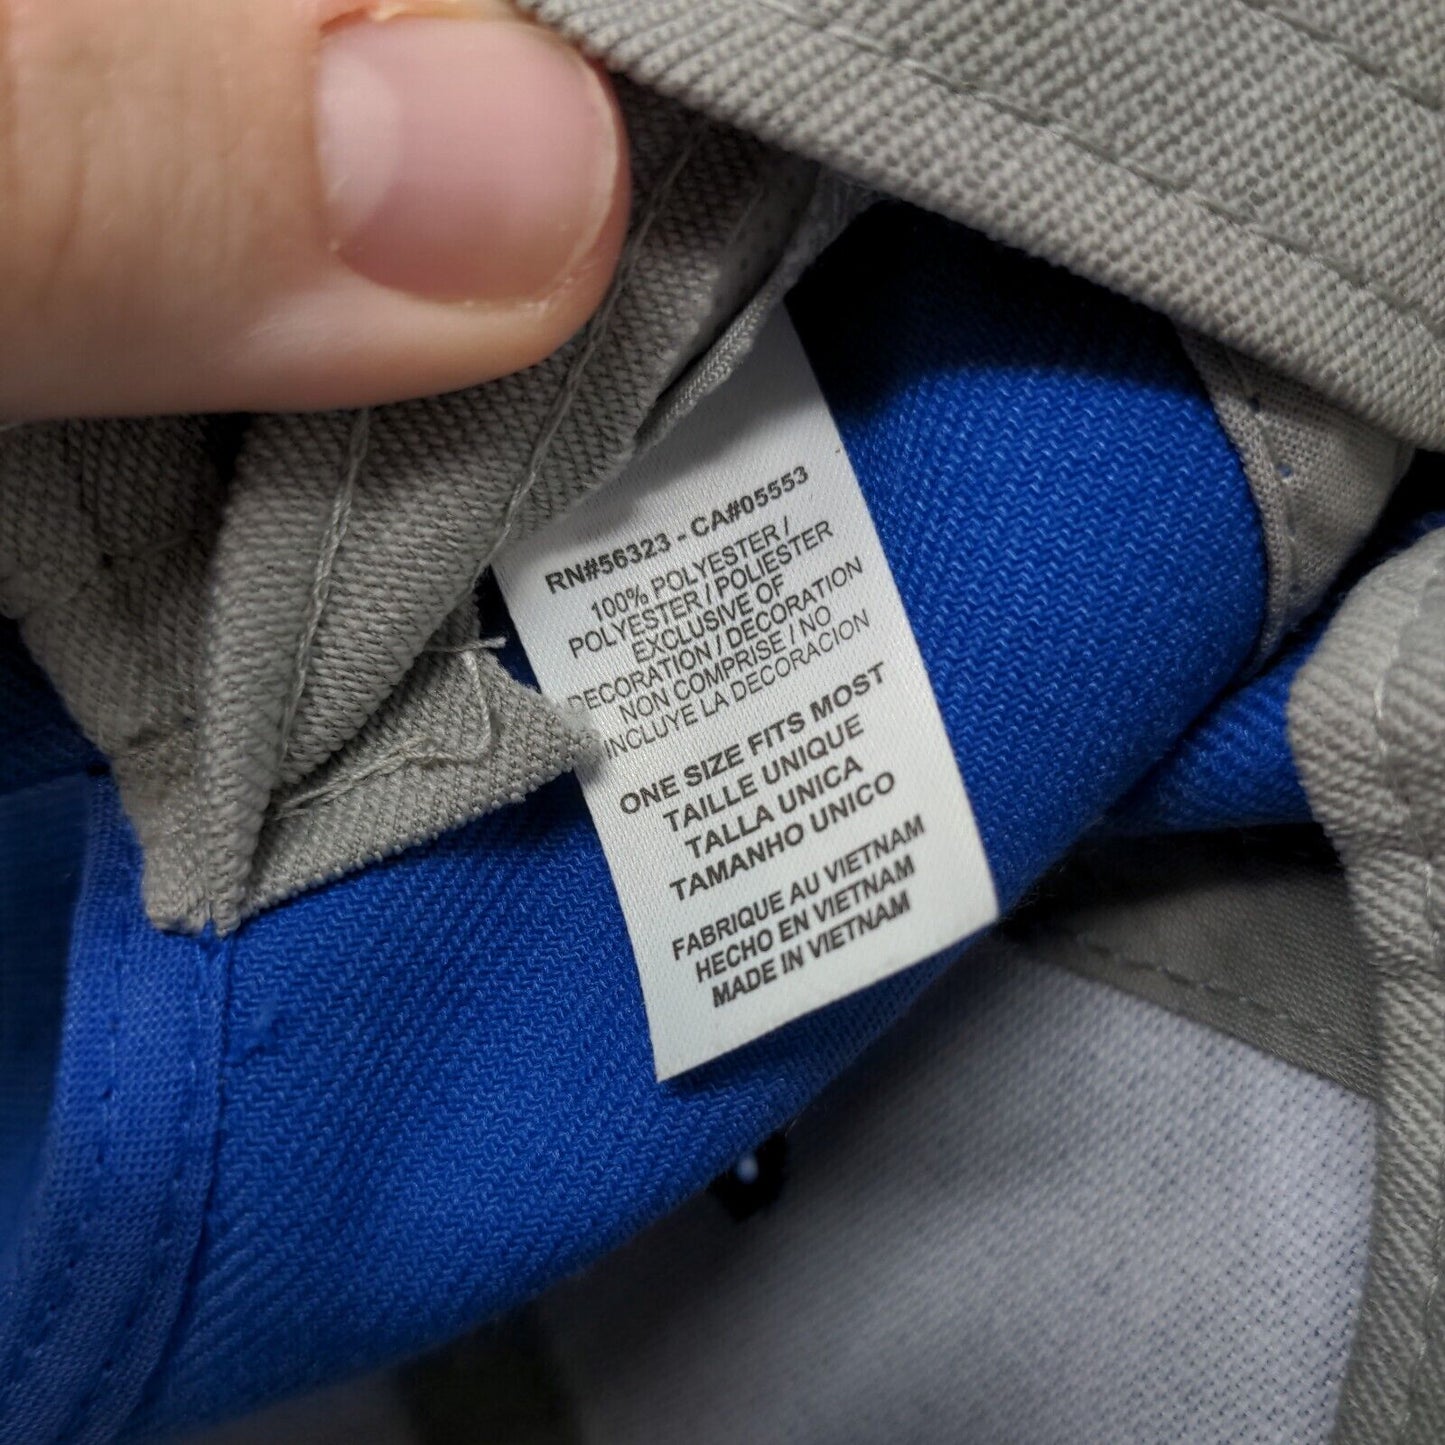 RN#56323 - CA#05553
100% POLYESTER /
POLYESTER / POLIESTER
EXCLUSIVE OF
DECORATION / DECORATION
NON COMPRISE / NO
INCLUYE LA DECORACION
ONE SIZE FITS MOST
TAILLE UNIQUE
TALLA UNICA
TAMANHO UNICO
FABRIQUE AU VIETNAM
HECHO EN VIETNAM
MADE IN VIETNAM